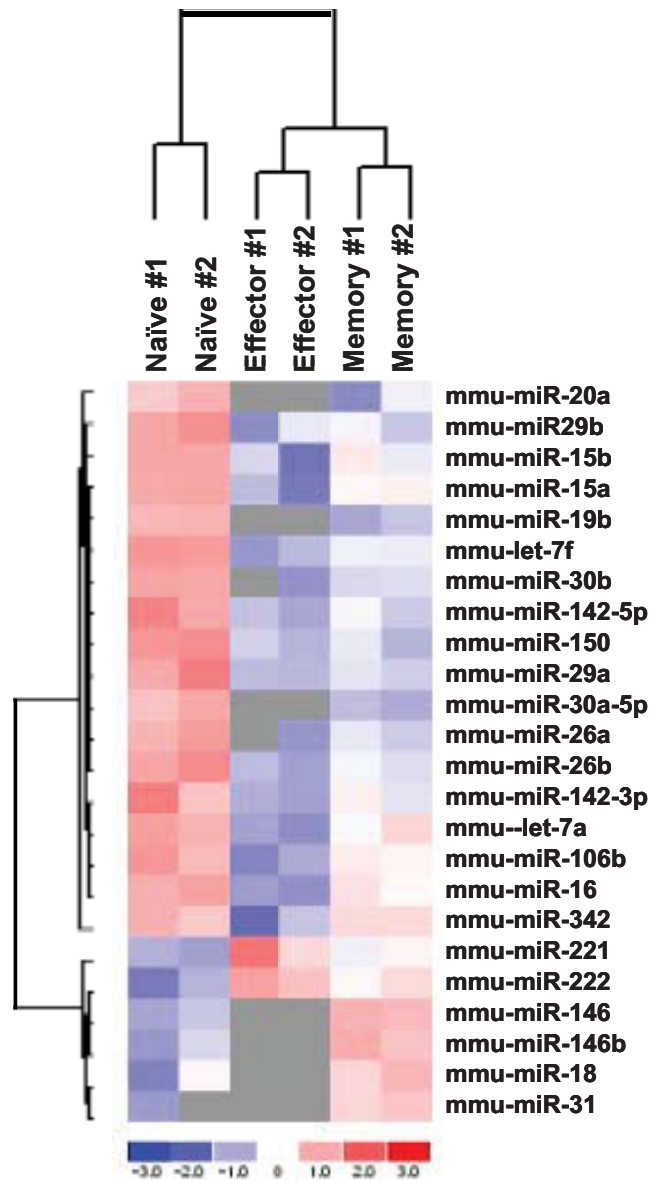 Naïve #1
Naïve #2
Effector #1
Effector #2
Memory #1
Memory #2
mmu-miR-20a
mmu-miR29b
mmu-miR-15b
mmu-miR-15a
mmu-miR-19b
mmu-let-7f
mmu-miR-30b
mmu-miR-142-5p
mmu-miR-150
mmu-miR-29a
mmu-miR-30a-5p
mmu-miR-26a
mmu-miR-26b
mmu-miR-142-3p
mmu--let-7a
mmu-miR-106b
mmu-miR-16
mmu-miR-342
mmu-miR-221
mmu-miR-222
mmu-miR-146
mmu-miR-146b
mmu-miR-18
mmu-miR-31
-3.0 -2.0 -1.0 0 1.0 2.0 3.0